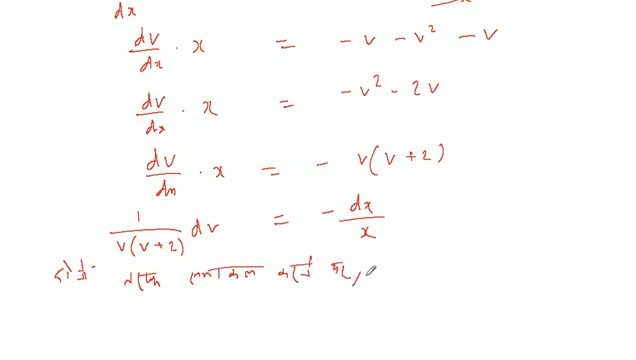 dx
dv/dx · x = - v - v² - v
dv/dx · x = - v² - 2v
dv/dx · x = - v(v+2)
1/(v(v+2)) dv = - dx/x